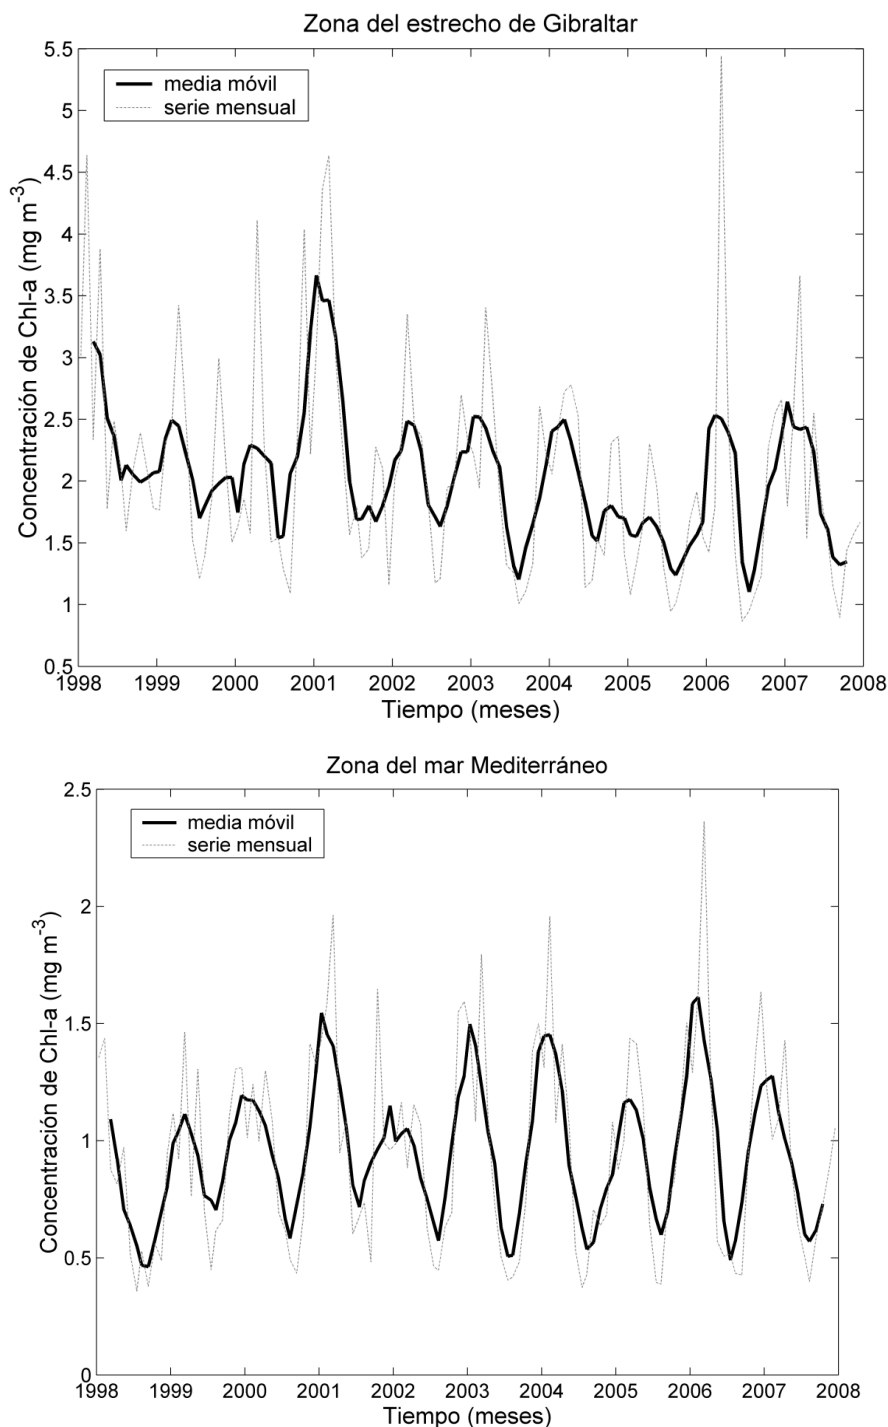 Zona del estrecho de Gibraltar
5.5
media móvil
serie mensual
5
4.5
4
3.5
3
2.5
2
1.5
1
0.5
Concentración de Chl-a (mg m-3)
1998 1999 2000 2001 2002 2003 2004 2005 2006 2007 2008
Tiempo (meses)
Zona del mar Mediterráneo
2.5
media móvil
serie mensual
2
1.5
1
0.5
0
Concentración de Chl-a (mg m-3)
1998 1999 2000 2001 2002 2003 2004 2005 2006 2007 2008
Tiempo (meses)